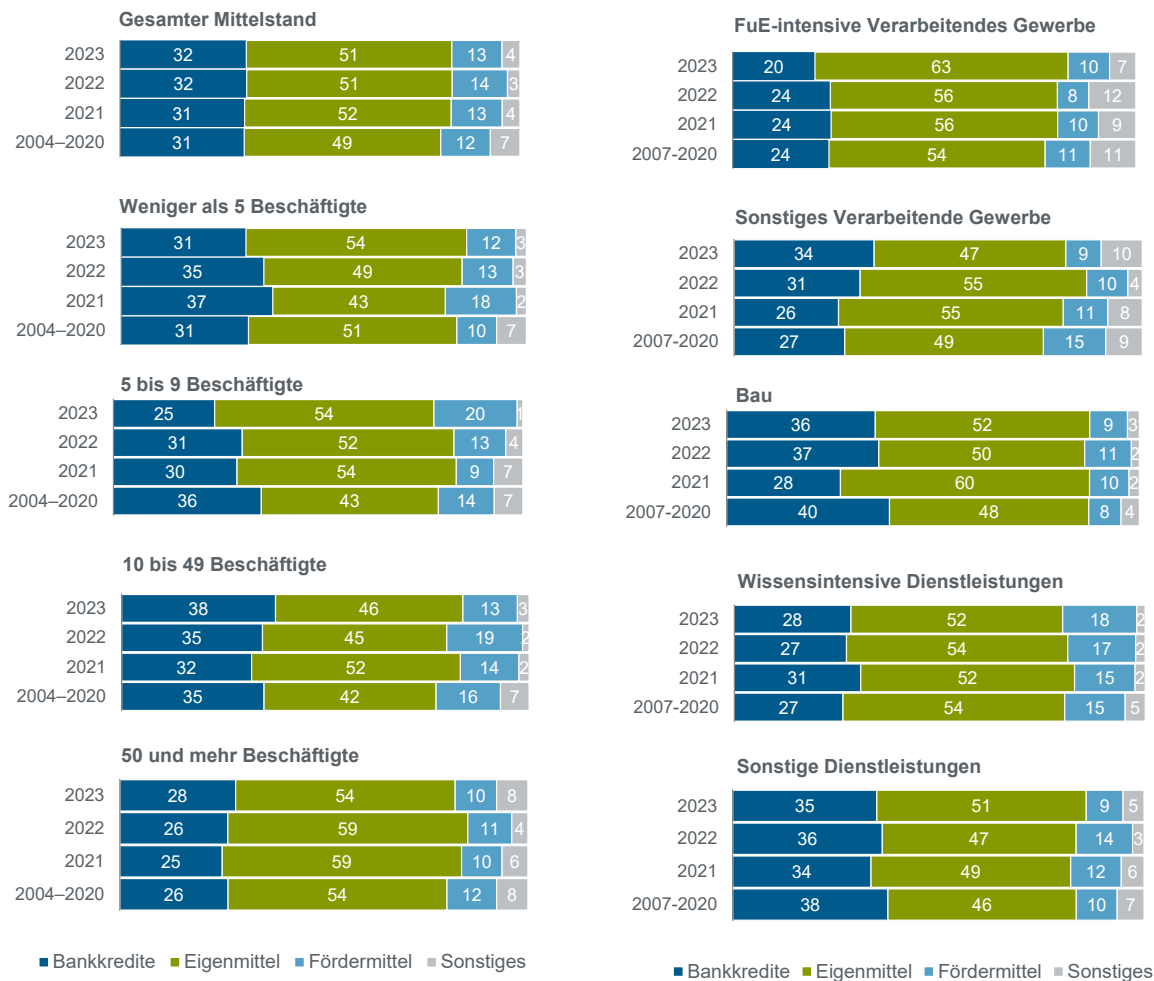 Gesamter Mittelstand
2023 32 51 13 4
2022 32 51 14 3
2021 31 52 13 4
2004–2020 31 49 12 7
Weniger als 5 Beschäftigte
2023 31 54 12 3
2022 35 49 13 3
2021 37 43 18 2
2004–2020 31 51 10 7
5 bis 9 Beschäftigte
2023 25 54 20 1
2022 31 52 13 4
2021 30 54 9 7
2004–2020 36 43 14 7
10 bis 49 Beschäftigte
2023 38 46 13 3
2022 35 45 19 2
2021 32 52 14 2
2004–2020 35 42 16 7
50 und mehr Beschäftigte
2023 28 54 10 8
2022 26 59 11 4
2021 25 59 10 6
2004–2020 26 54 12 8
Bankkredite Eigenmittel Fördermittel Sonstiges
FuE-intensive Verarbeitendes Gewerbe
2023 20 63 10 7
2022 24 56 8 12
2021 24 56 10 9
2007-2020 24 54 11 11
Sonstiges Verarbeitende Gewerbe
2023 34 47 9 10
2022 31 55 10 4
2021 26 55 11 8
2007-2020 27 49 15 9
Bau
2023 36 52 9 3
2022 37 50 11 2
2021 28 60 10 2
2007-2020 40 48 8 4
Wissensintensive Dienstleistungen
2023 28 52 18 2
2022 27 54 17 2
2021 31 52 15 2
2007-2020 27 54 15 5
Sonstige Dienstleistungen
2023 35 51 9 5
2022 36 47 14 3
2021 34 49 12 6
2007-2020 38 46 10 7
Bankkredite Eigenmittel Fördermittel Sonstiges